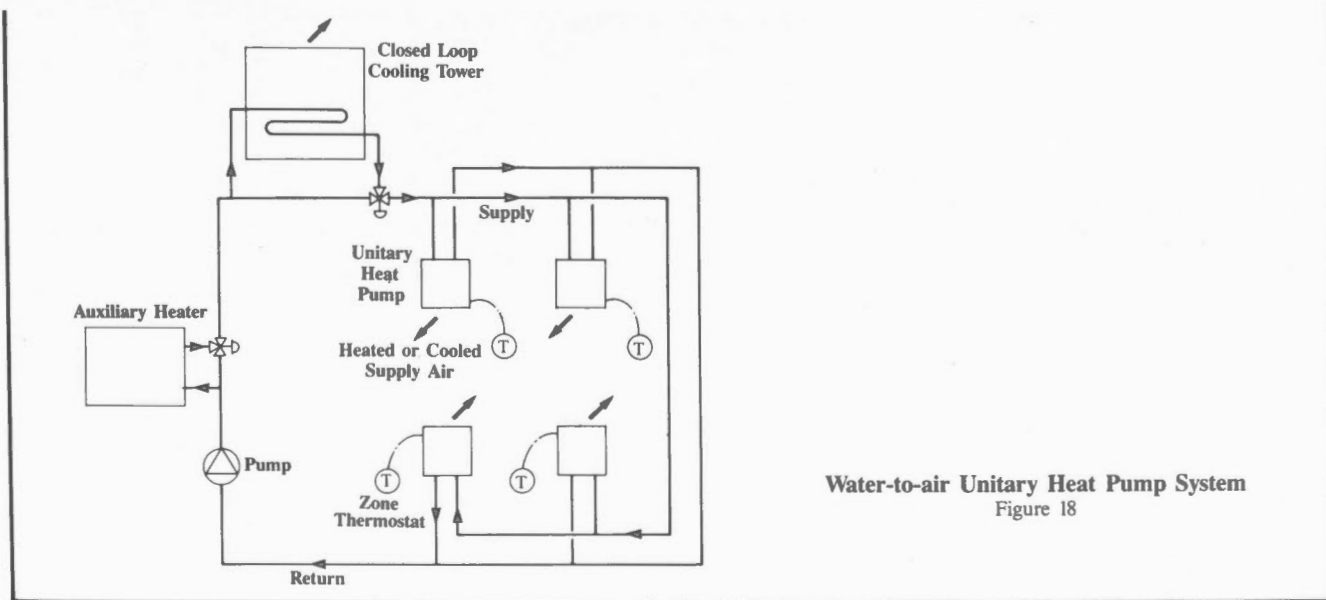 Closed Loop
Cooling Tower
Supply
Unitary
Heat
Pump
Auxiliary Heater
T
T
Heated or Cooled
Supply Air
Pump
T
T
Zone
Thermostat
Return
Water-to-air Unitary Heat Pump System
Figure 18